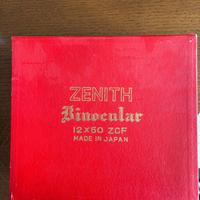 ZENITH
Binocular
12×50 ZCF
MADE IN JAPAN